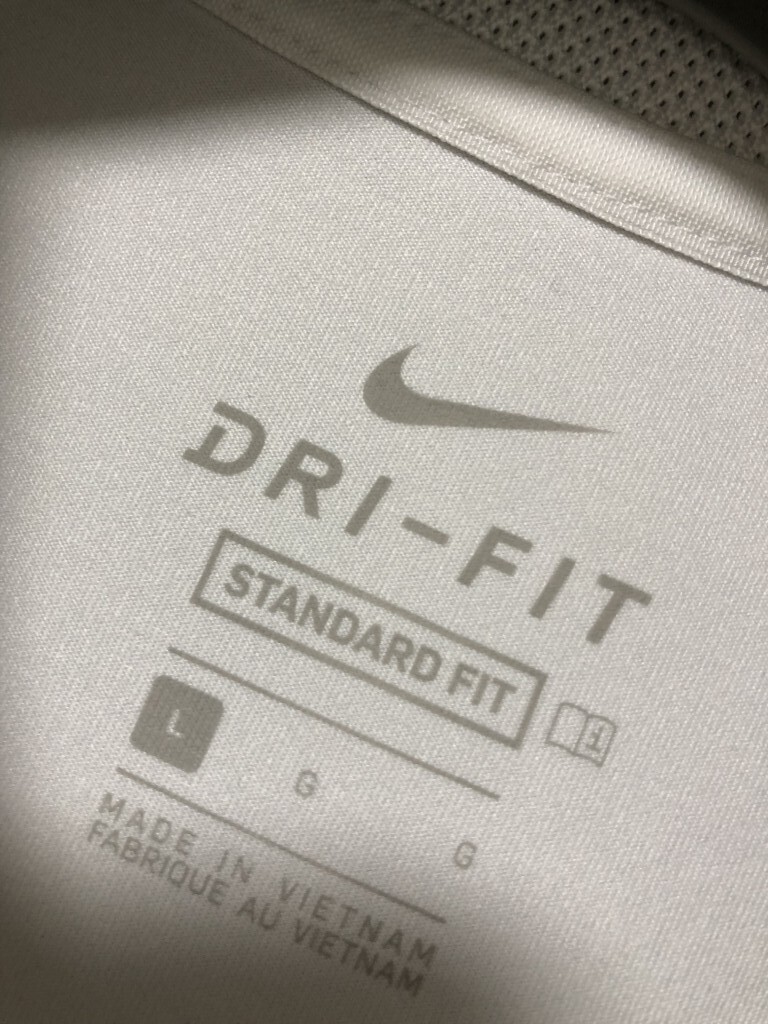 DRI-FIT
STANDARD FIT i
L G G
MADE IN VIETNAM
FABRIQUE AU VIETNAM